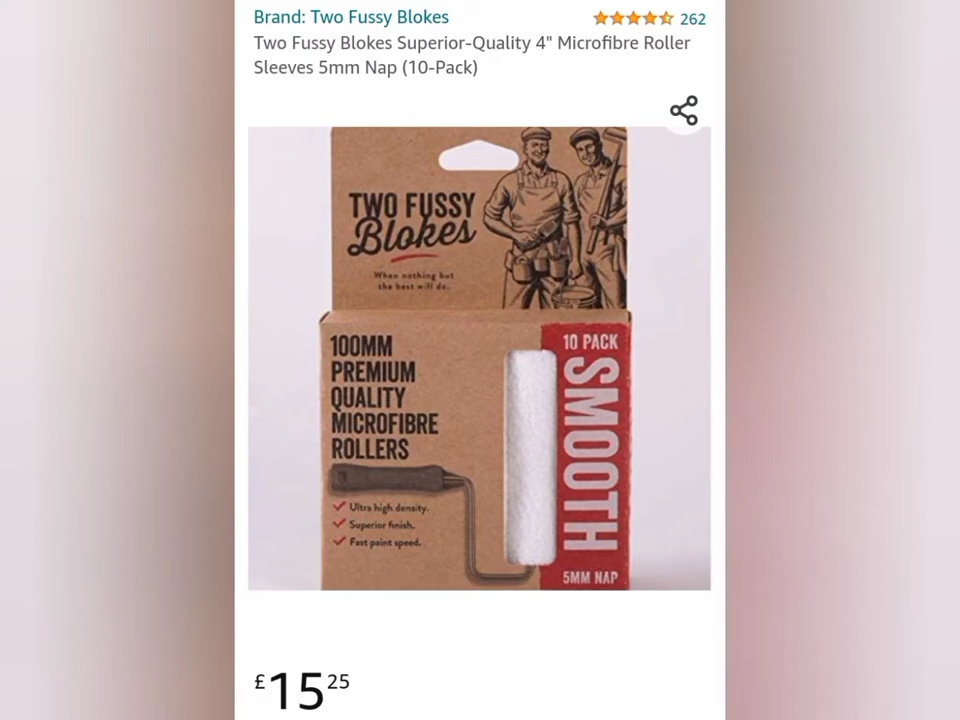 Brand: Two Fussy Blokes
262
Two Fussy Blokes Superior-Quality 4" Microfibre Roller
Sleeves 5mm Nap (10-Pack)
TWO FUSSY
Blokes
When nothing but
the best will do.
100MM
PREMIUM
QUALITY
MICROFIBRE
ROLLERS
Ultra high density.
Superior finish.
Fast paint speed.
10 PACK
SMOOTH
5MM NAP
£15 25